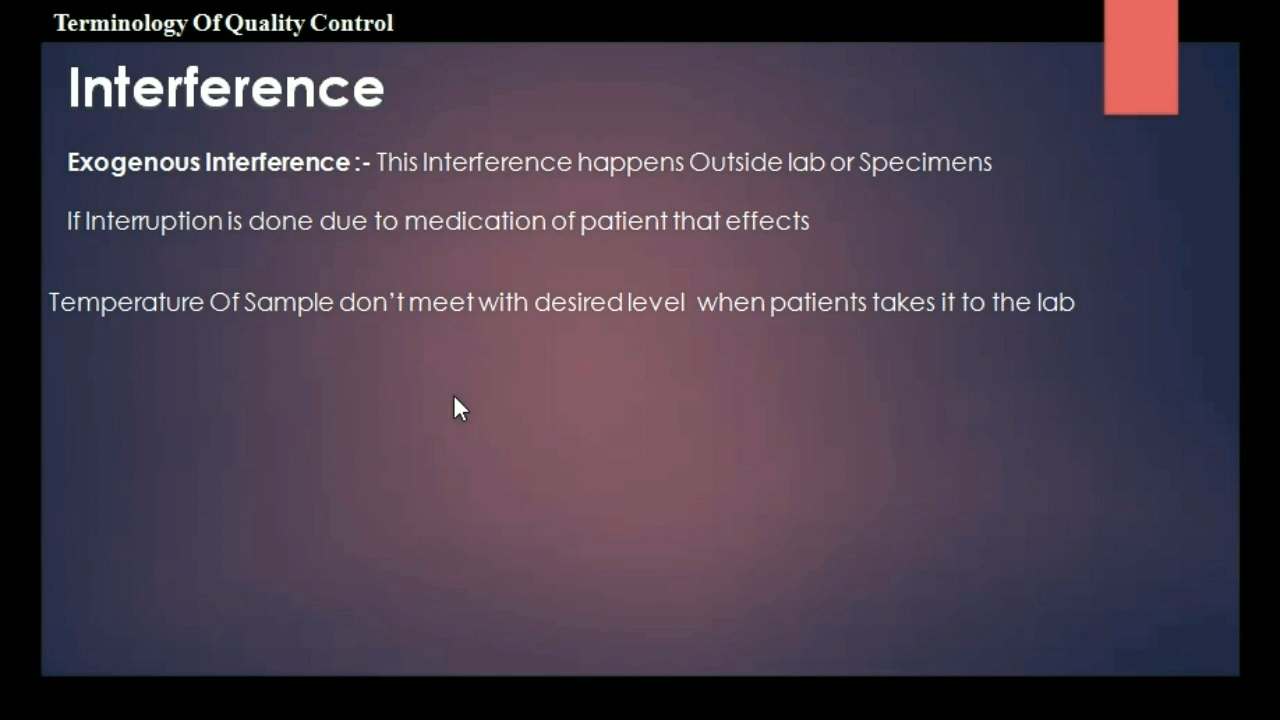 Terminology Of Quality Control
Interference
Exogenous Interference :- This Interference happens Outside lab or Specimens
If Interruption is done due to medication of patient that effects
Temperature Of Sample don't meet with desired level when patients takes it to the lab